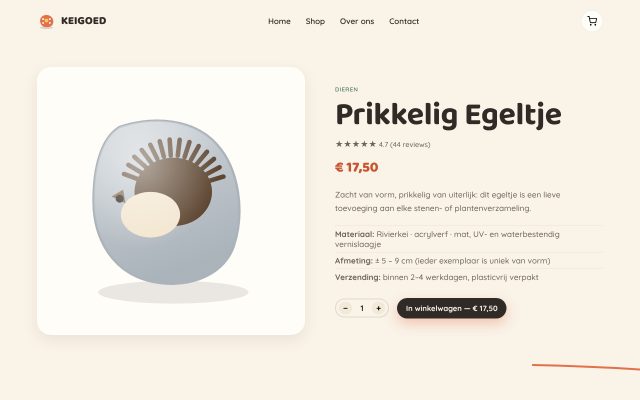 KEIGOED
Home Shop Over ons Contact
DIEREN
Prikkelig Egeltje
★★★★★ 4.7 (44 reviews)
€ 17,50
Zacht van vorm, prikkelig van uiterlijk: dit egeltje is een lieve
toevoeging aan elke stenen- of plantenverzameling.
Materiaal: Rivierkei · acrylverf · mat, UV- en waterbestendig
vernislaagje
Afmeting: ± 5 – 9 cm (ieder exemplaar is uniek van vorm)
Verzending: binnen 2–4 werkdagen, plasticvrij verpakt
− 1 + In winkelwagen — € 17,50